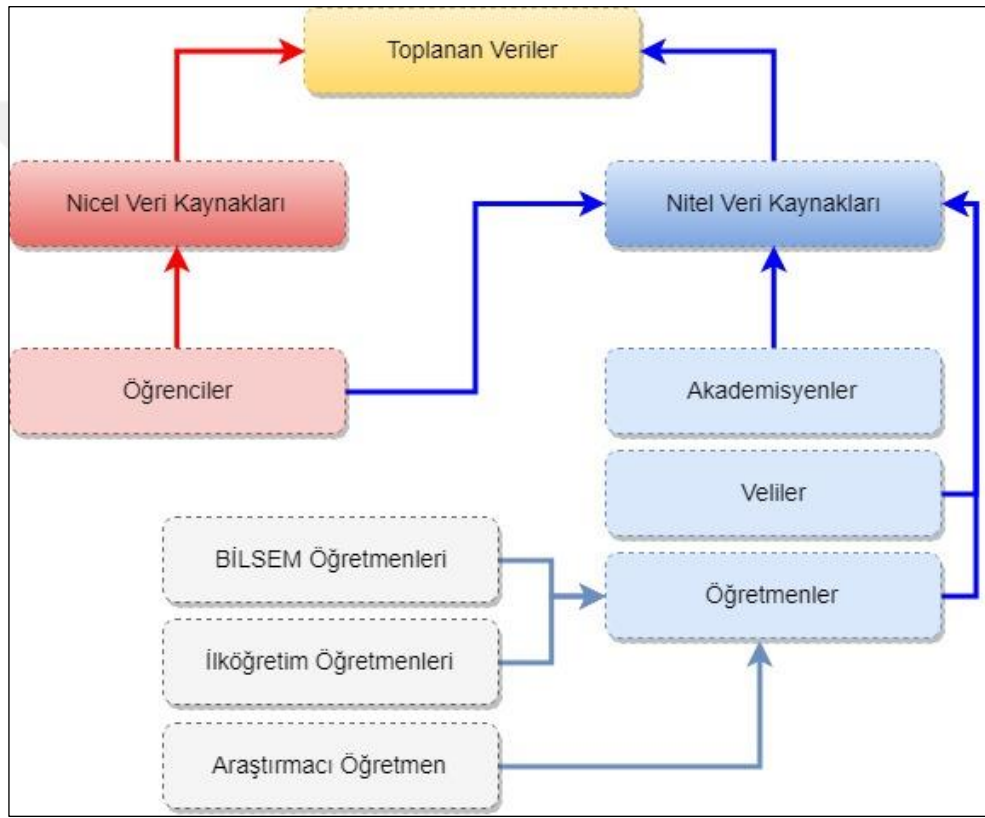 Toplanan Veriler
Nicel Veri Kaynakları
Nitel Veri Kaynakları
Öğrenciler
Akademisyenler
Veliler
BİLSEM Öğretmenleri
Öğretmenler
İlköğretim Öğretmenleri
Araştırmacı Öğretmen